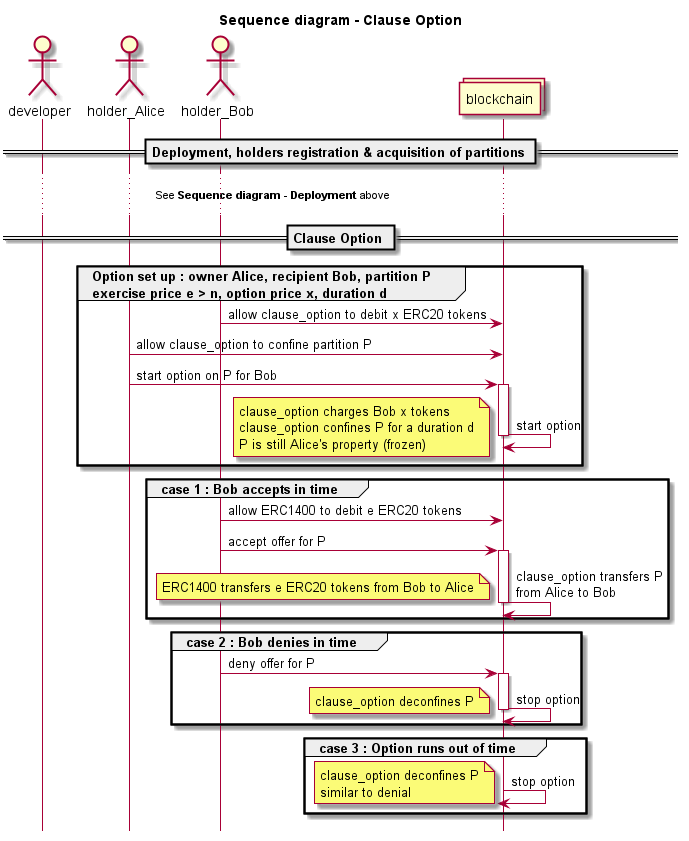 Sequence diagram - Clause Option
developer
holder_Alice
holder_Bob
blockchain
Deployment, holders registration & acquisition of partitions
See Sequence diagram - Deployment above
Clause Option
Option set up : owner Alice, recipient Bob, partition P
exercise price e > n, option price x, duration d
allow clause_option to debit x ERC20 tokens
allow clause_option to confine partition P
start option on P for Bob
clause_option charges Bob x tokens
clause_option confines P for a duration d
P is still Alice's property (frozen)
start option
case 1 : Bob accepts in time
allow ERC1400 to debit e ERC20 tokens
accept offer for P
ERC1400 transfers e ERC20 tokens from Bob to Alice
clause_option transfers P
from Alice to Bob
case 2 : Bob denies in time
deny offer for P
clause_option deconfines P
stop option
case 3 : Option runs out of time
clause_option deconfines P
similar to denial
stop option